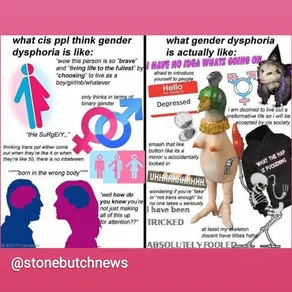 what cis ppl think gender
dysphoria is like:
"wow this person is so "brave"
and "living life to the fullest" by
"choosing" to live as a
boy/girl/nb/whatever
only thinks in terms of
binary gender
"tHe SuRgErY,,"
thinking trans ppl either come
out when they're like 4 or when
they're like 50, there is no inbetween
""""born in the wrong body""""
"well how do
you know you're
not just making
all of this up
for attention??"
what gender dysphoria
is actually like:
I HAVE NO IDEA WHATS GOING ON
afraid to introduce
yourself to people
Hello
Depressed
i am doomed to live out a
preformative life so i will be
accepted by cis society
smash that like
button like its a
mirror u accodentally
looked in
WHAT THE RAP
IS FUCKENING
wondering if you're "fake"
or "not trans enough" bc
no one takes u seriously
i have been
TRICKED
at least my skeleton
doesnt have titties haha
ABSOLUTELY FOOLED
@stonebutchnews